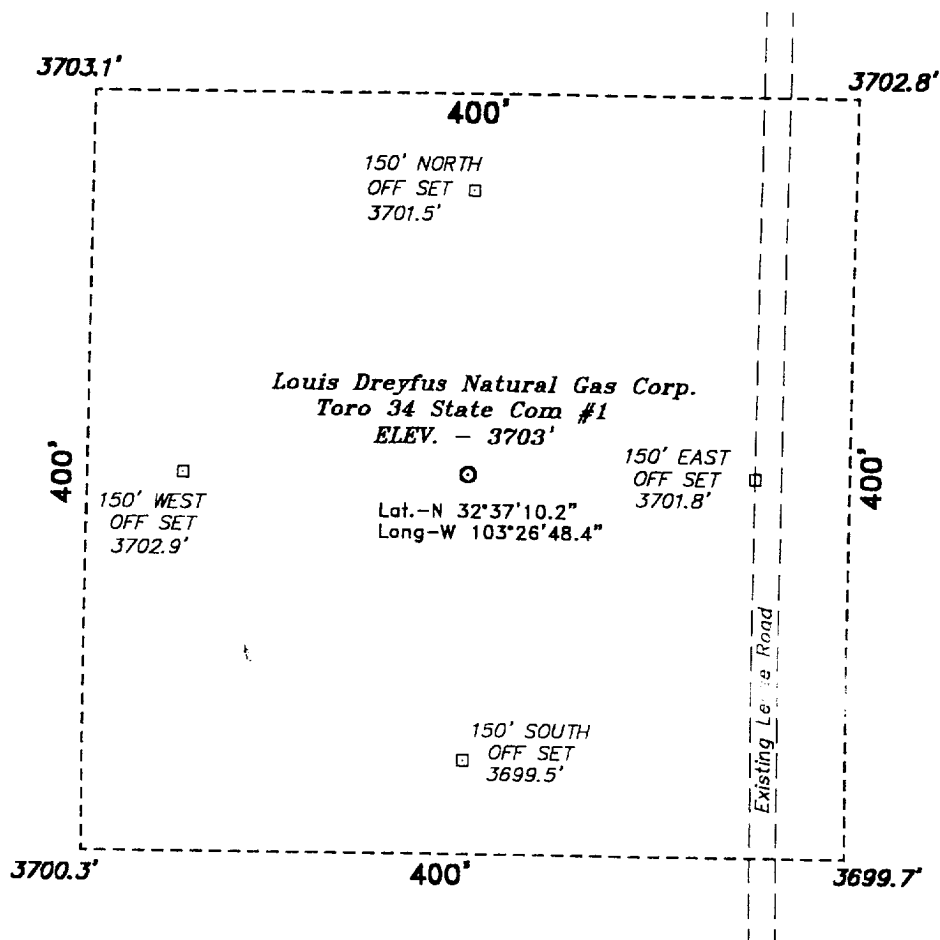 3703.1'
3702.8'
400'
150' NORTH
OFF SET
3701.5'
Louis Dreyfus Natural Gas Corp.
Toro 34 State Com #1
ELEV. - 3703'
400'
150' WEST
OFF SET
3702.9'
Lat.-N 32°37'10.2"
Long-W 103°26'48.4"
150' EAST
OFF SET
3701.8'
400'
Existing Road
150' SOUTH
OFF SET
3699.5'
3700.3'
400'
3699.7'